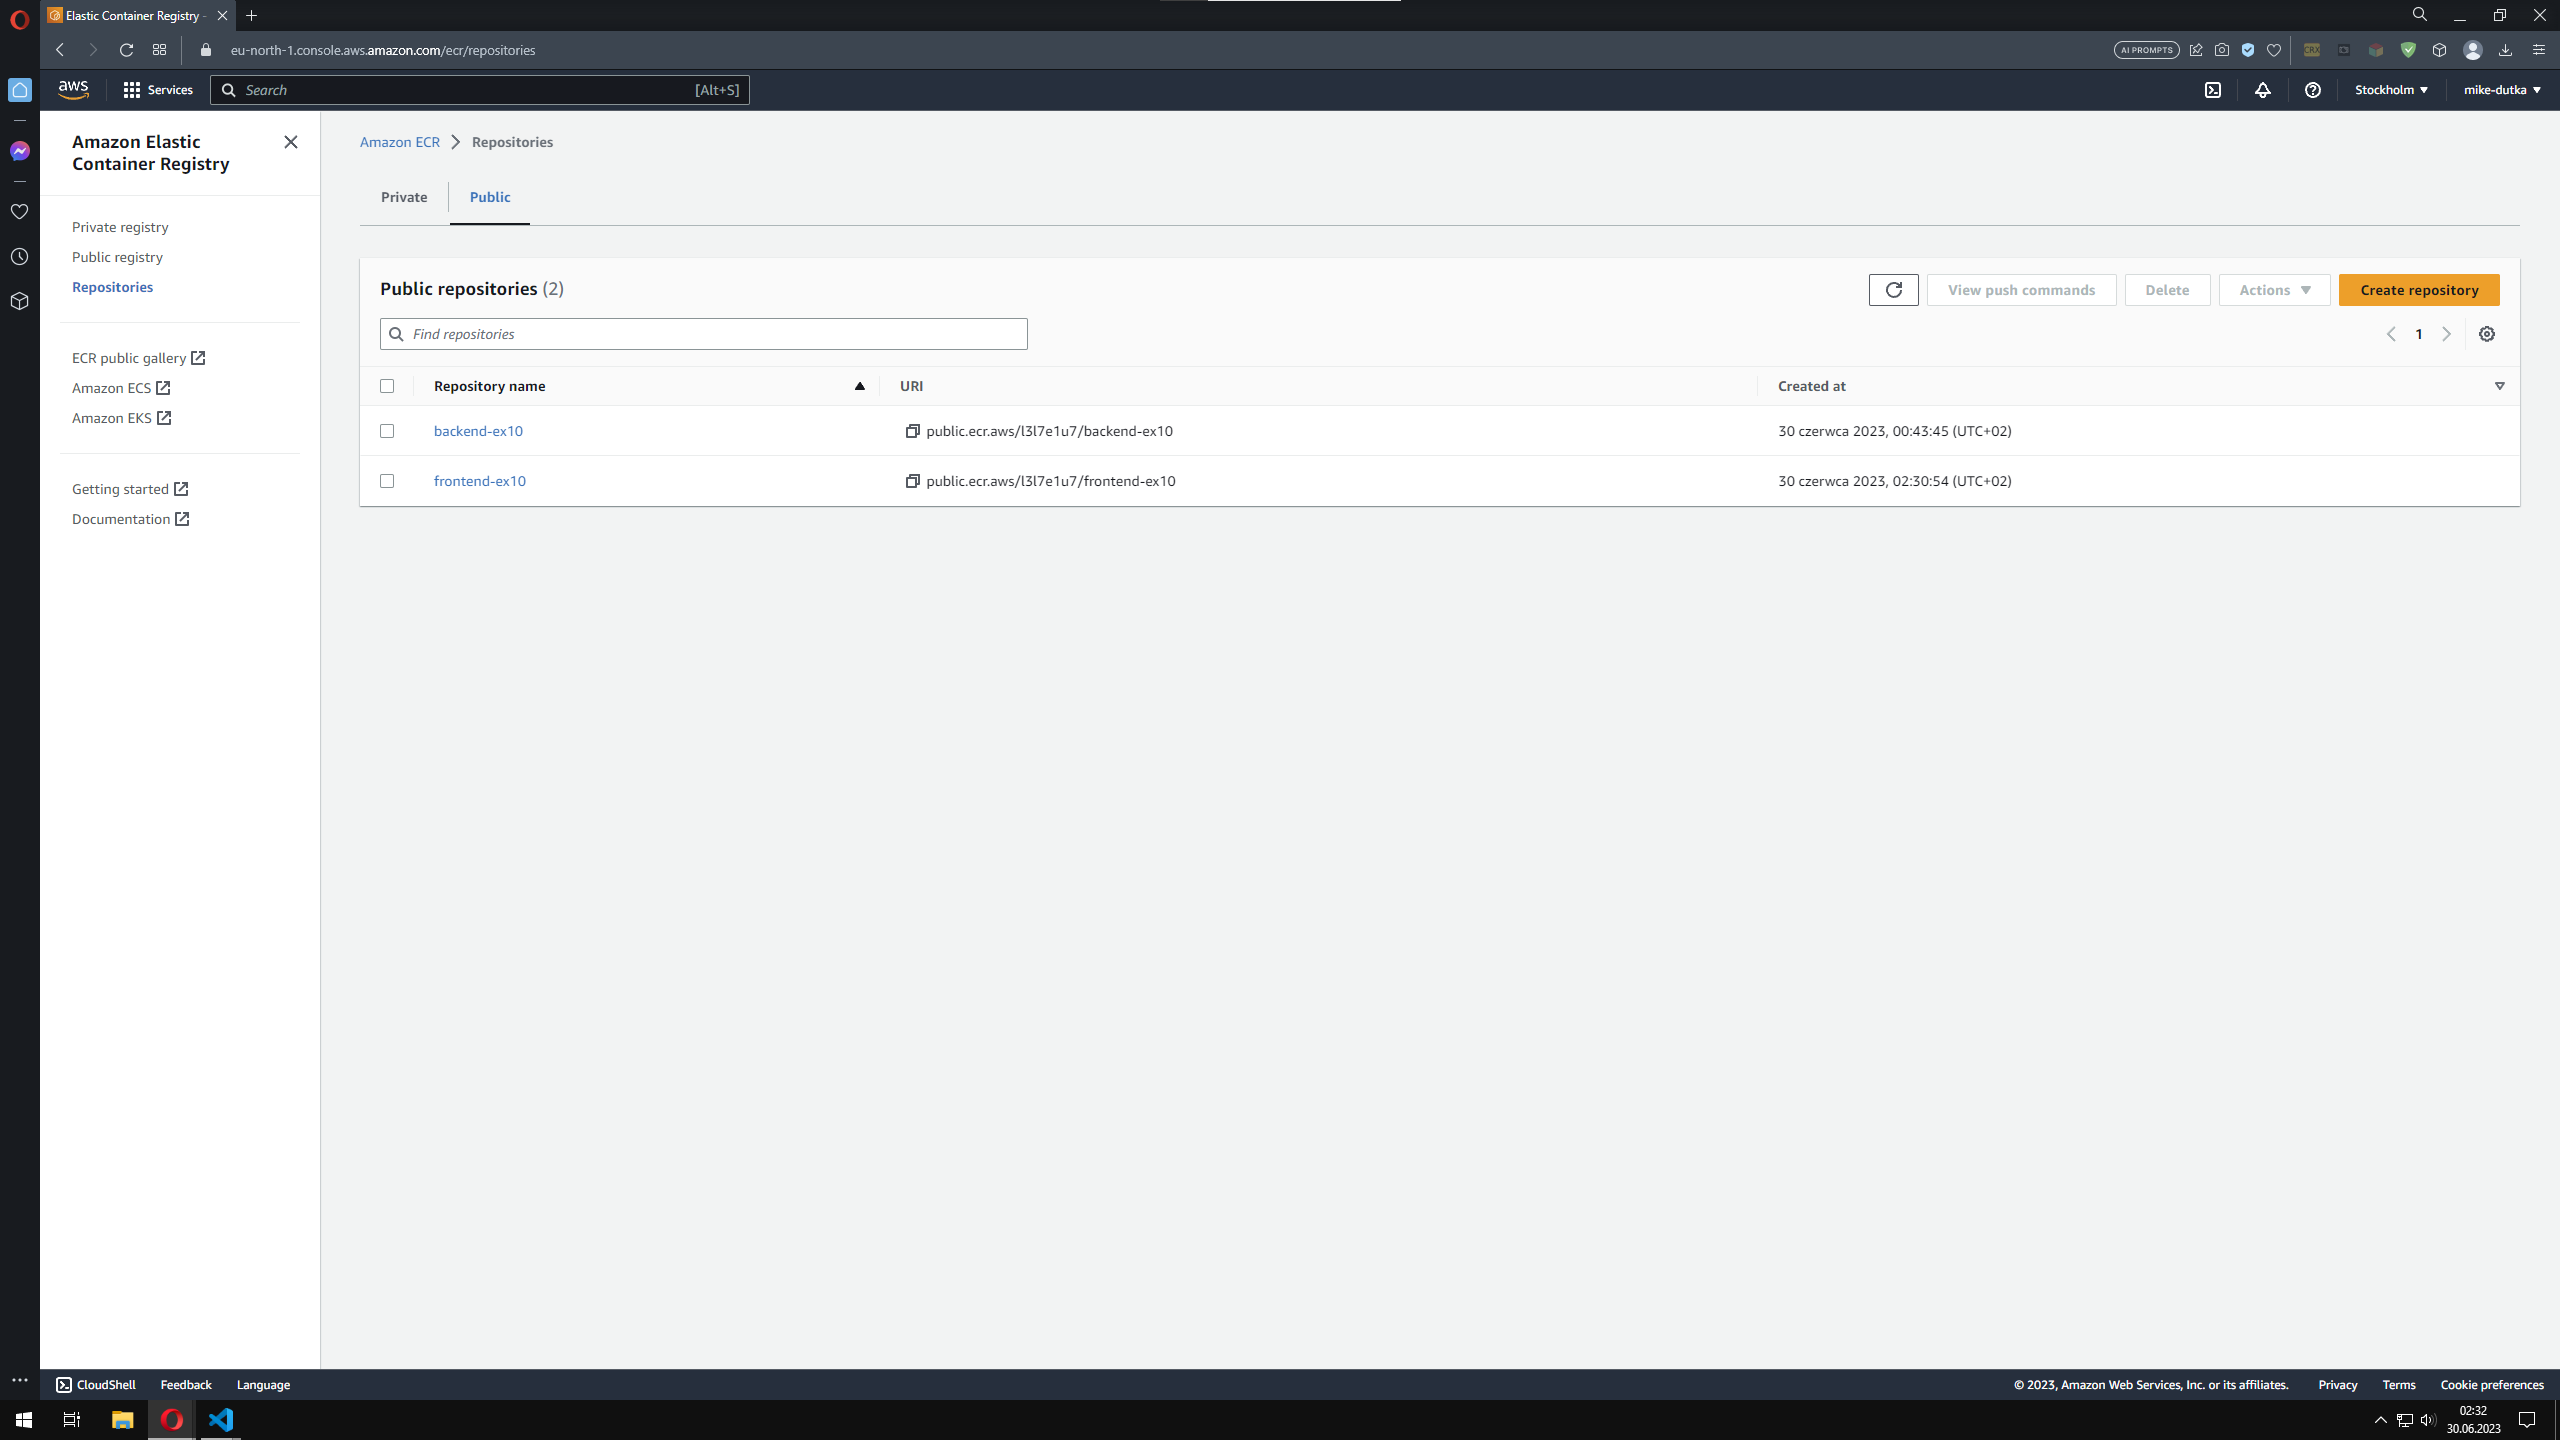 Elastic Container Registry -
eu-north-1.console.aws.amazon.com/ecr/repositories
AI PROMPTS
aws
Services
Search
[Alt+S]
Stockholm
mike-dutka
Amazon Elastic
Container Registry
Private registry
Public registry
Repositories
ECR public gallery
Amazon ECS
Amazon EKS
Getting started
Documentation
Amazon ECR
Repositories
Private
Public
Public repositories (2)
View push commands
Delete
Actions
Create repository
Find repositories
1
Repository name
URI
Created at
backend-ex10
public.ecr.aws/l3l7e1u7/backend-ex10
30 czerwca 2023, 00:43:45 (UTC+02)
frontend-ex10
public.ecr.aws/l3l7e1u7/frontend-ex10
30 czerwca 2023, 02:30:54 (UTC+02)
CloudShell
Feedback
Language
© 2023, Amazon Web Services, Inc. or its affiliates.
Privacy
Terms
Cookie preferences
02:32
30.06.2023